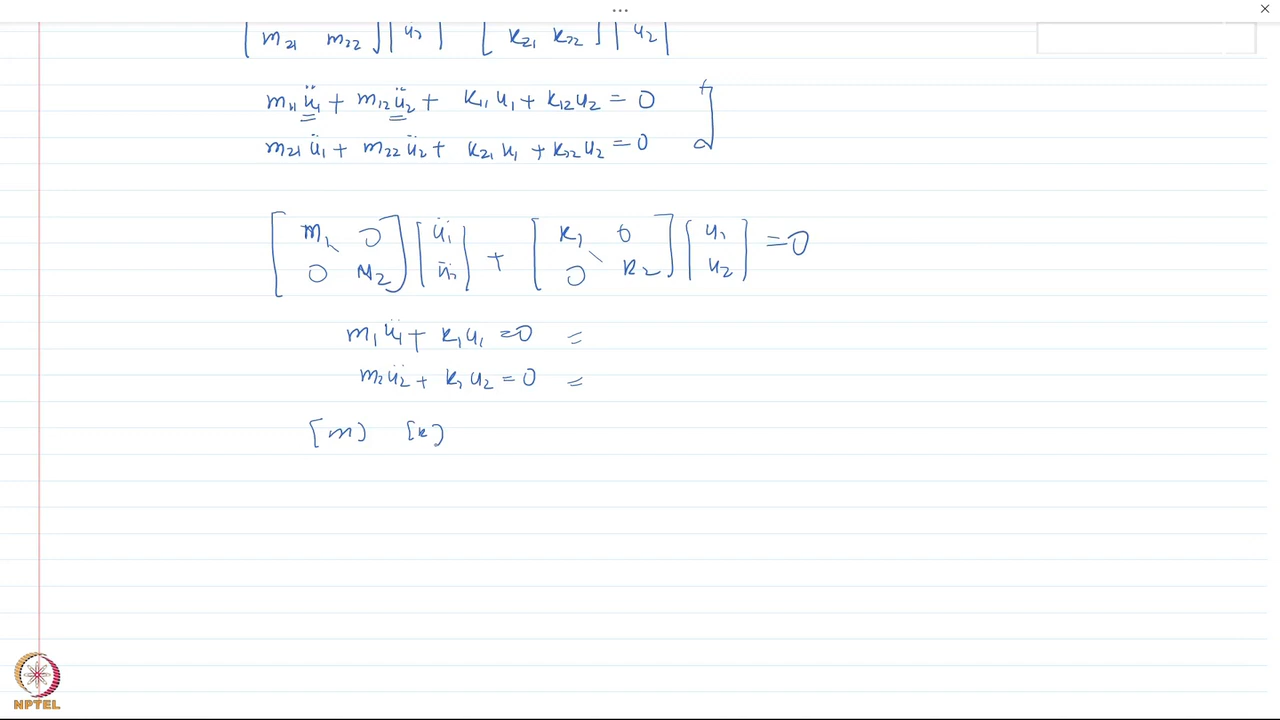 [ m21 m22 ] [ ü2 ] [ k21 k22 ] [ u2 ]
m11 ü1 + m12 ü2 + k11 u1 + k12 u2 = 0
m21 ü1 + m22 ü2 + k21 u1 + k22 u2 = 0
[ m1 0 ] [ ü1 ] + [ k1 0 ] [ u1 ] = 0
[ 0 m2 ] [ ü2 ] [ 0 k2 ] [ u2 ]
m1 ü1 + k1 u1 = 0 =
m2 ü2 + k2 u2 = 0 =
[m] [k]
NPTEL